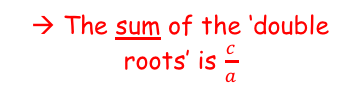 → The sum of the 'double
roots' is c/a